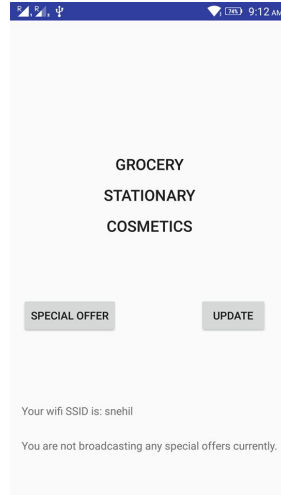 R R 74% 9:12 AM
GROCERY
STATIONARY
COSMETICS
SPECIAL OFFER UPDATE
Your wifi SSID is: snehil
You are not broadcasting any special offers currently.